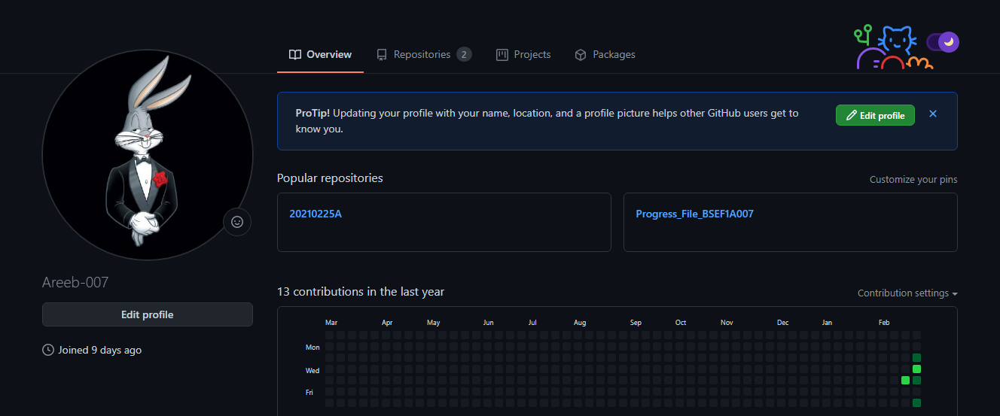 Overview Repositories 2 Projects Packages
ProTip! Updating your profile with your name, location, and a profile picture helps other GitHub users get to
know you.
Edit profile
Popular repositories
Customize your pins
20210225A
Progress_File_BSEF1A007
Areeb-007
Edit profile
Joined 9 days ago
13 contributions in the last year
Contribution settings
Mar Apr May Jun Jul Aug Sep Oct Nov Dec Jan Feb
Mon
Wed
Fri